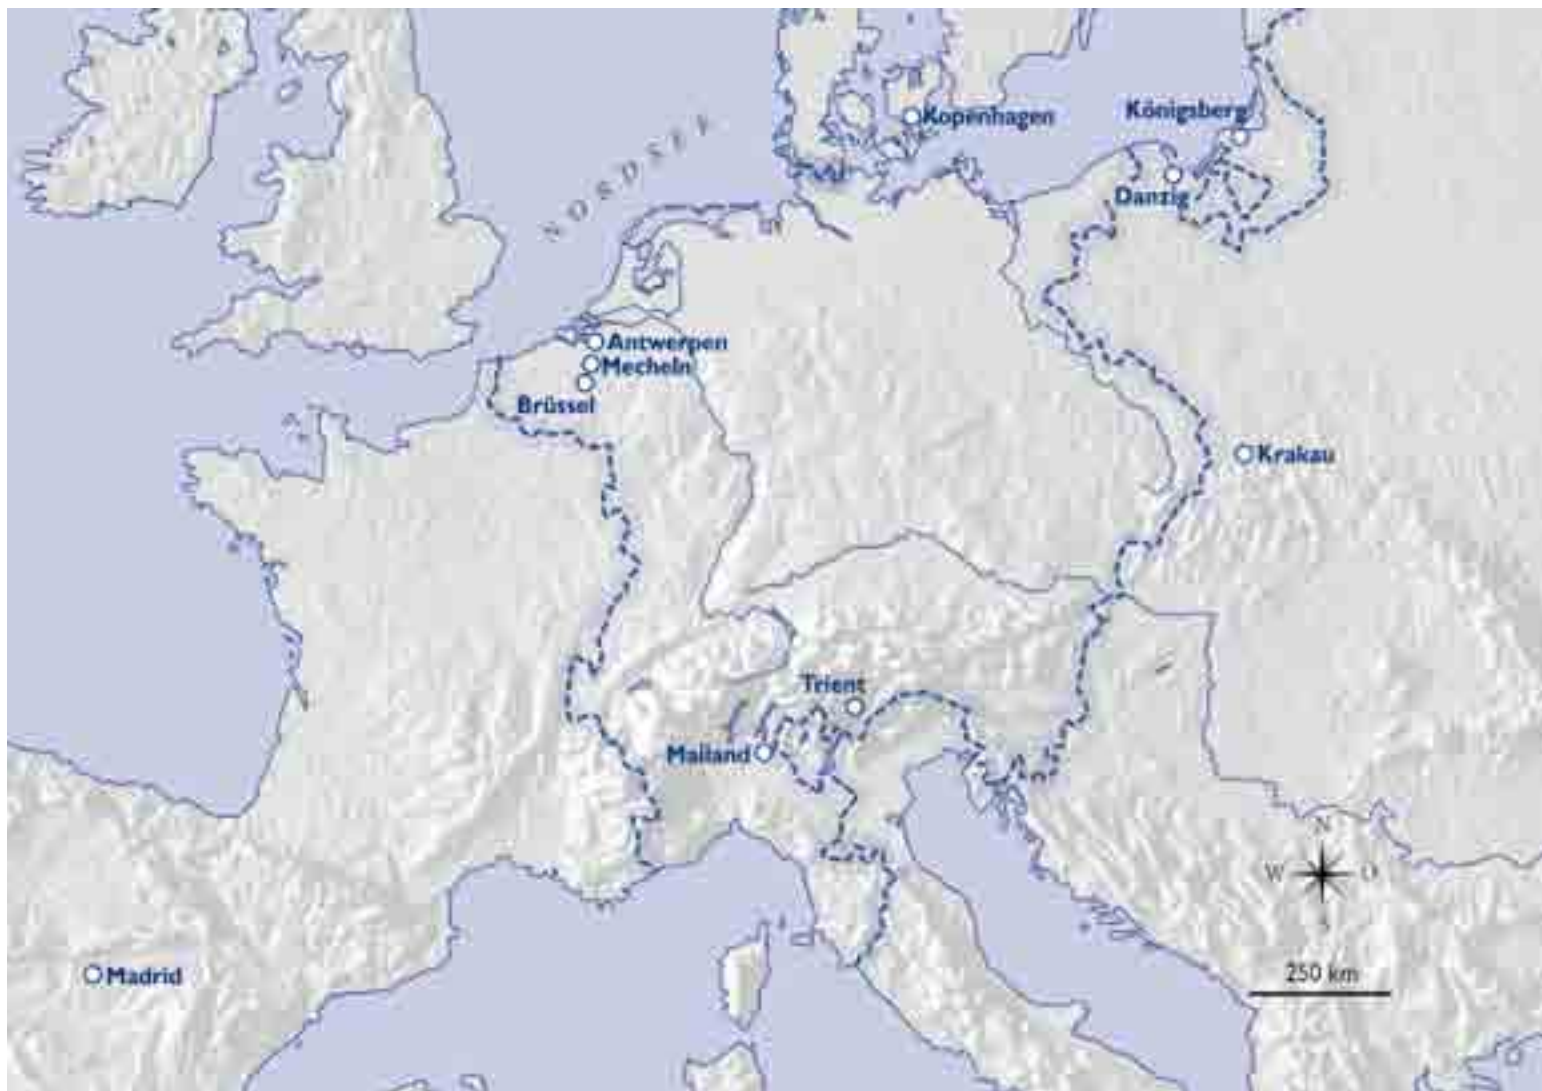 Kopenhagen
Königsberg
NORDSEE
Danzig
Antwerpen
Mecheln
Brüssel
Krakau
Trient
Mailand
N
W O
250 km
Madrid